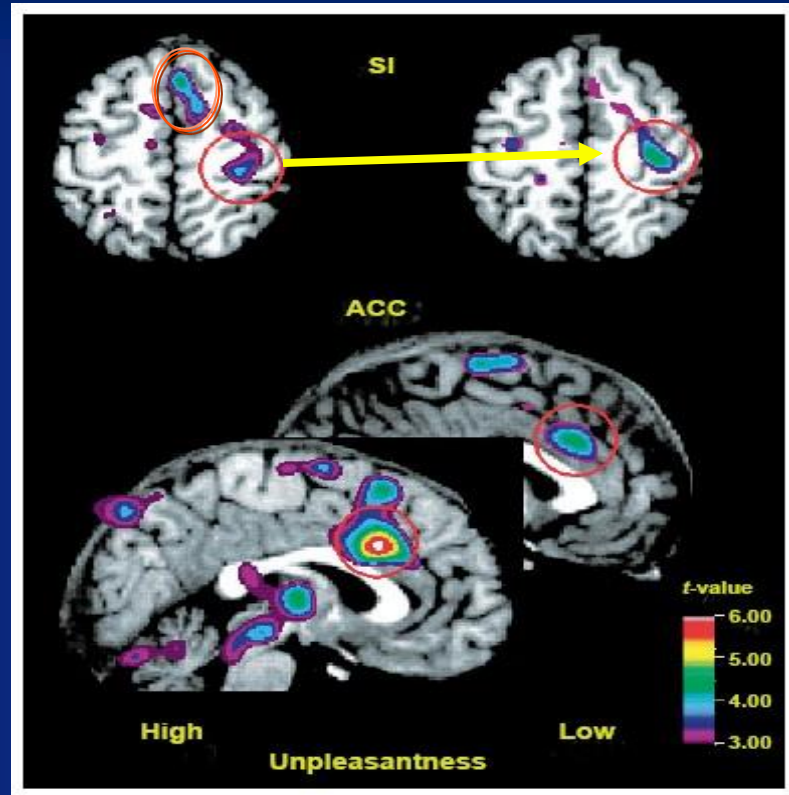 SI
ACC
t-value
6.00
5.00
4.00
3.00
High
Low
Unpleasantness